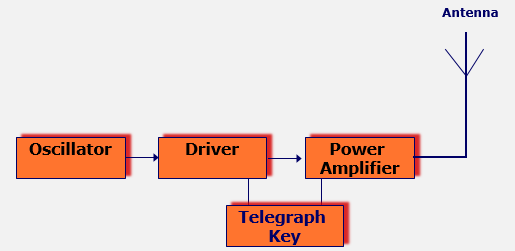 Antenna
Oscillator
Driver
Power
Amplifier
Telegraph
Key